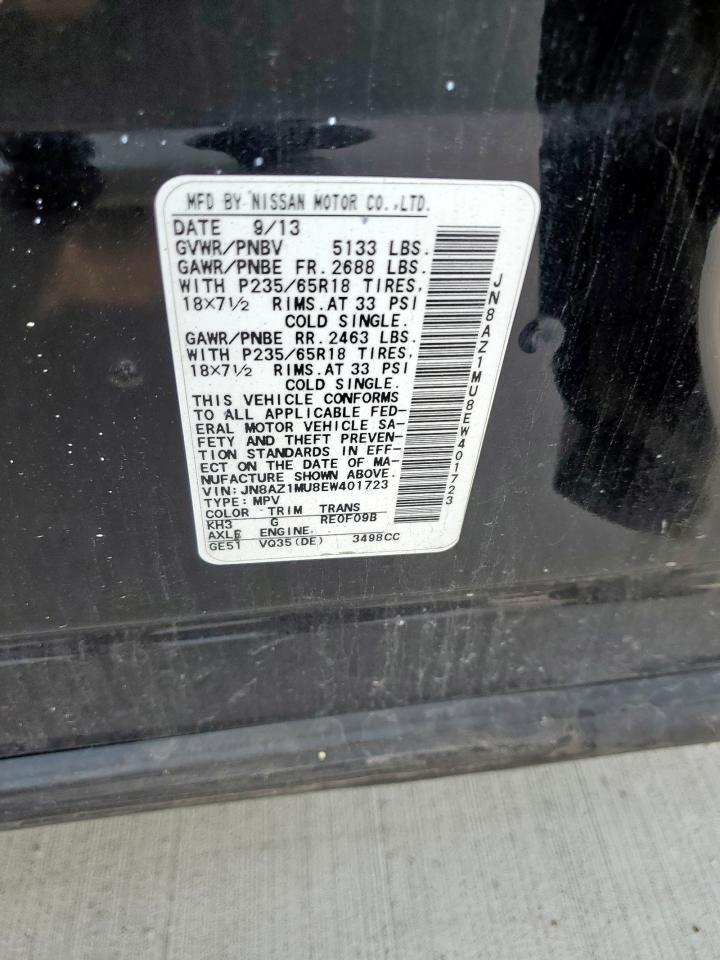 MFD BY NISSAN MOTOR CO.,LTD.
DATE 9/13
GVWR/PNBV 5133 LBS.
GAWR/PNBE FR. 2688 LBS.
WITH P235/65R18 TIRES,
18×7½ RIMS. AT 33 PSI
COLD SINGLE.
GAWR/PNBE RR. 2463 LBS.
WITH P235/65R18 TIRES,
18×7½ RIMS. AT 33 PSI
COLD SINGLE.
THIS VEHICLE CONFORMS
TO ALL APPLICABLE FED-
ERAL MOTOR VEHICLE SA-
FETY AND THEFT PREVEN-
TION STANDARDS IN EFF-
ECT ON THE DATE OF MA-
NUFACTURE SHOWN ABOVE.
VIN: JN8AZ1MU8EW401723
TYPE: MPV
COLOR TRIM TRANS
KH3 G RE0F09B
AXLE ENGINE
GE51 VQ35(DE) 3498CC
JN8AZ1MU8EW401723